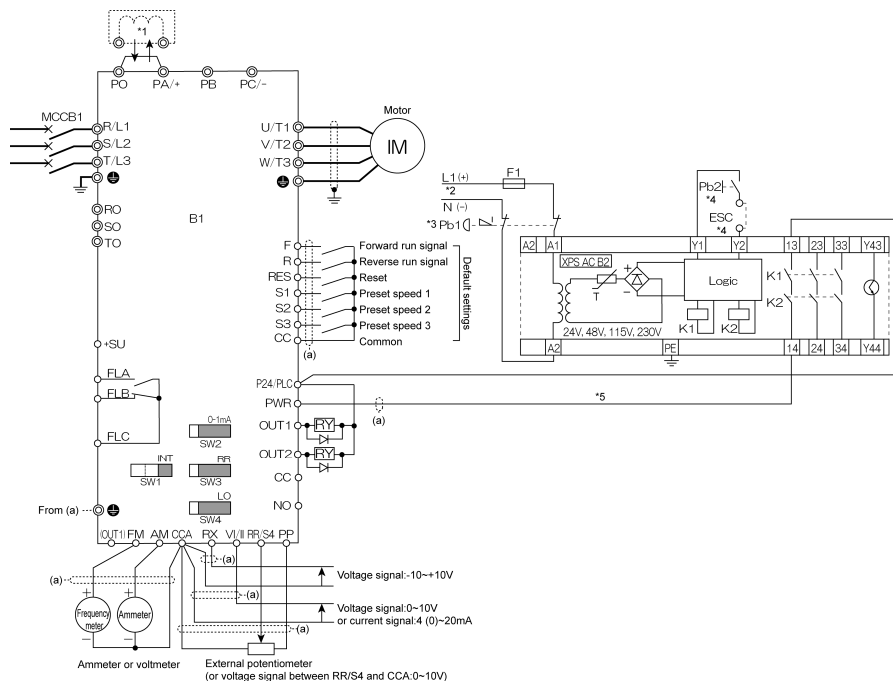 *1
PO PA/+ PB PC/-
MCCB1
R/L1
S/L2
T/L3
RO
SO
TO
B1
U/T1
V/T2
W/T3
Motor
IM
F Forward run signal
R Reverse run signal
RES Reset
S1 Preset speed 1
S2 Preset speed 2
S3 Preset speed 3
CC Common
(a)
Default settings
+SU
FLA
FLB
FLC
P24/PLC
PWR
(a)
*5
OUT1 RY
OUT2 RY
CC
NO
0-1mA
SW2
INT
SW1
RR
SW3
LO
SW4
From (a)
(OUT1) FM AM CCA RX VI/II RR/S4 PP
(a)
(a)
(a)
(a)
Voltage signal:-10~+10V
Voltage signal:0~10V
or current signal:4 (0)~20mA
+ +
Frequency
meter
Ammeter
− −
Ammeter or voltmeter
External potentiometer
(or voltage signal between RR/S4 and CCA:0~10V)
L1 (+)
F1
*2
N (−)
*3 Pb1
Pb2
*4
ESC
*4
A2 A1 Y1 Y2 13 23 33 Y43
XPS AC B2
T
+
−
Logic
K1
K2
K1 K2
24V, 48V, 115V, 230V
A2 PE 14 24 34 Y44